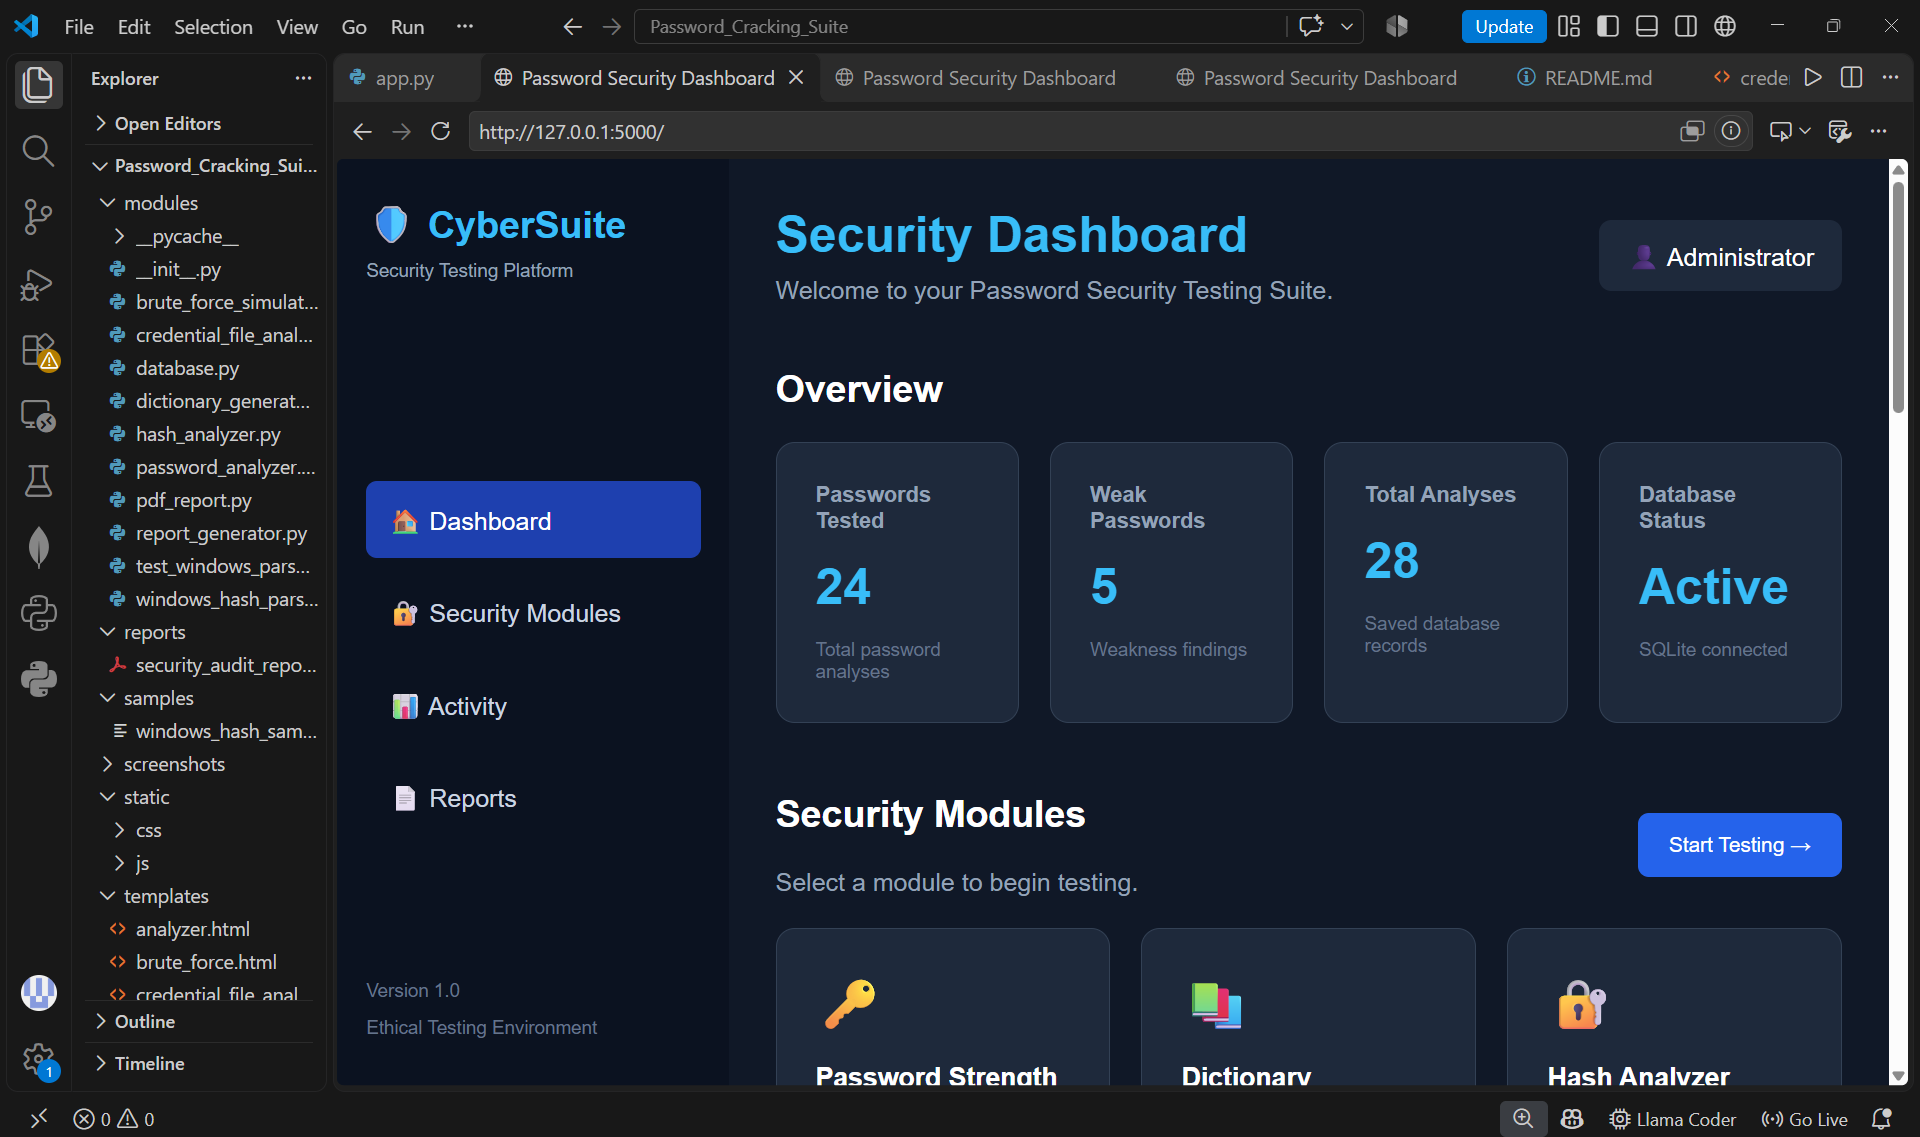 File Edit Selection View Go Run ···
Password_Cracking_Suite
Update
Explorer
Open Editors
Password_Cracking_Sui...
modules
__pycache__
__init__.py
brute_force_simulat...
credential_file_anal...
database.py
dictionary_generat...
hash_analyzer.py
password_analyzer....
pdf_report.py
report_generator.py
test_windows_pars...
windows_hash_pars...
reports
security_audit_repo...
samples
windows_hash_sam...
screenshots
static
css
js
templates
analyzer.html
brute_force.html
credential_file_anal
Outline
Timeline
1
app.py
Password Security Dashboard
Password Security Dashboard
Password Security Dashboard
README.md
crede
http://127.0.0.1:5000/
CyberSuite
Security Testing Platform
Dashboard
Security Modules
Activity
Reports
Version 1.0
Ethical Testing Environment
Security Dashboard
Welcome to your Password Security Testing Suite.
Administrator
Overview
Passwords
Tested
24
Total password
analyses
Weak
Passwords
5
Weakness findings
Total Analyses
28
Saved database
records
Database
Status
Active
SQLite connected
Security Modules
Select a module to begin testing.
Start Testing →
Password Strength
Dictionary
Hash Analyzer
0 0
Llama Coder
Go Live